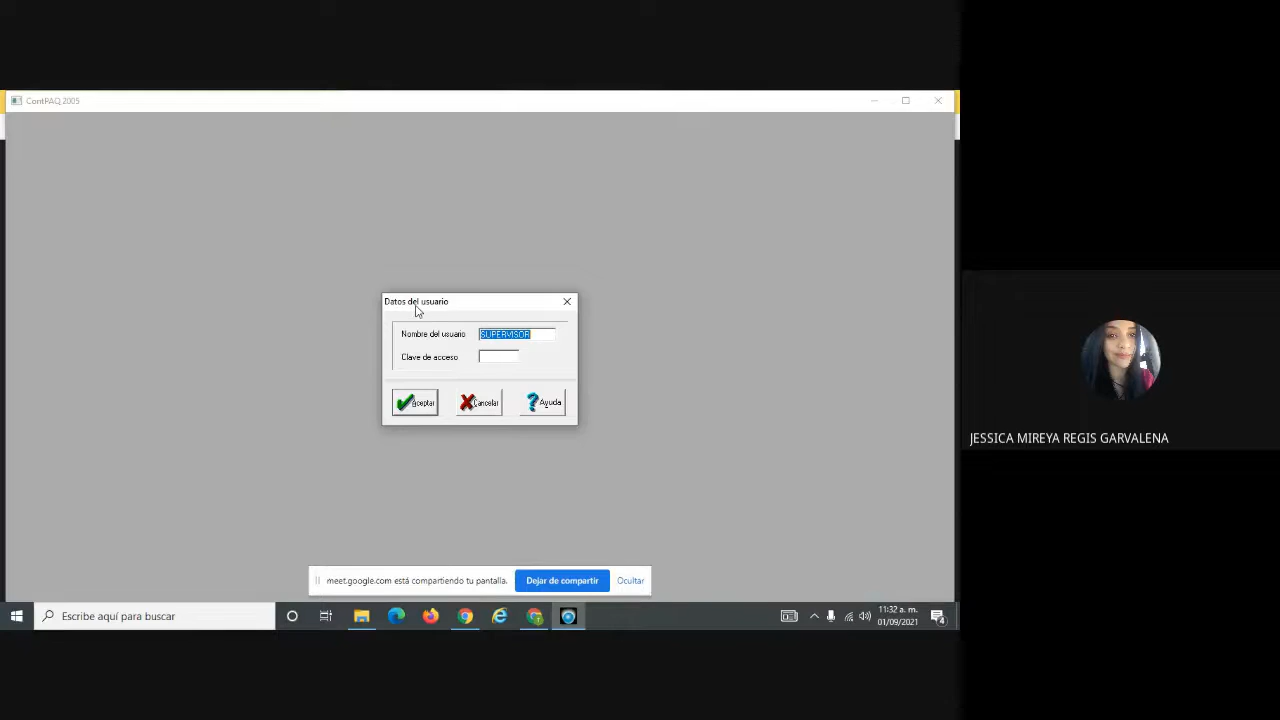 ContPAQ 2005
Datos del usuario
Nombre del usuario SUPERVISOR
Clave de acceso
Aceptar Cancelar Ayuda
JESSICA MIREYA REGIS GARVALENA
meet.google.com está compartiendo tu pantalla. Dejar de compartir Ocultar
Escribe aquí para buscar
11:32 a. m.
01/09/2021
4